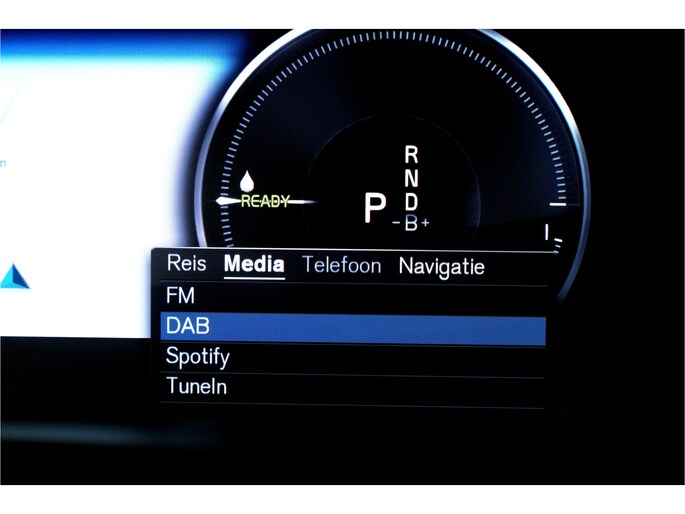 R
N
READY
P D
- B +
Reis Media Telefoon Navigatie
FM
DAB
Spotify
TuneIn